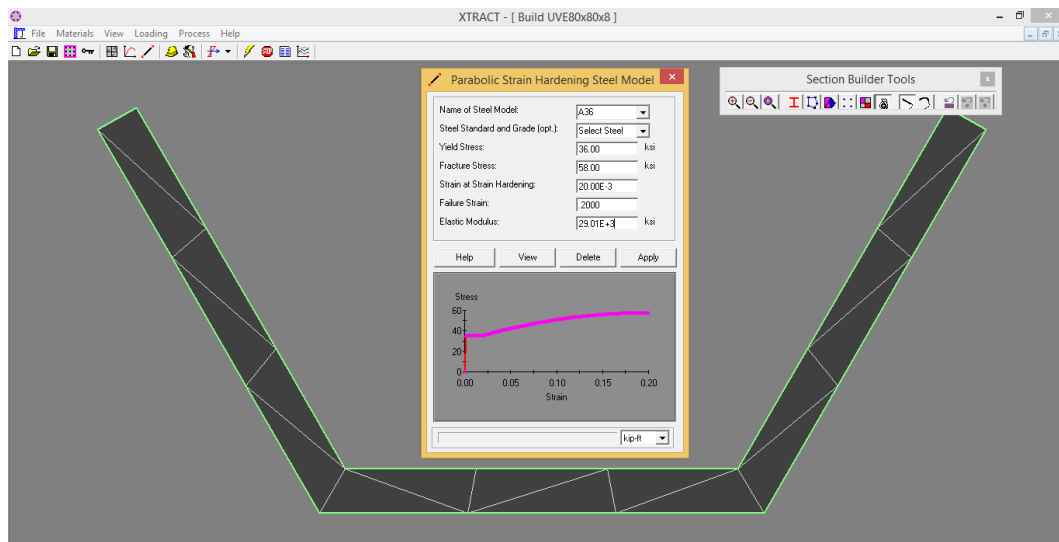 XTRACT - [ Build UVE80x80x8 ]
File Materials View Loading Process Help
Parabolic Strain Hardening Steel Model
Section Builder Tools
Name of Steel Model: A36
Steel Standard and Grade (opt.): Select Steel
Yield Stress: 36.00 ksi
Fracture Stress: 58.00 ksi
Strain at Strain Hardening: 20.00E-3
Failure Strain: .2000
Elastic Modulus: 29.01E+3 ksi
Help View Delete Apply
Stress
60
40
20
0
0.00 0.05 0.10 0.15 0.20
Strain
kip-ft